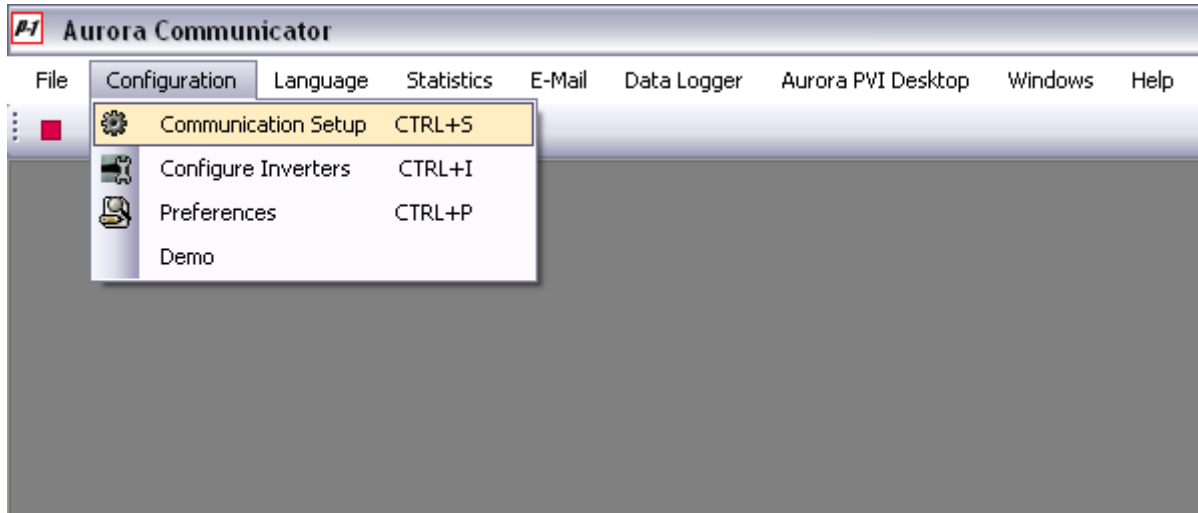 P-1 Aurora Communicator
File Configuration Language Statistics E-Mail Data Logger Aurora PVI Desktop Windows Help
Communication Setup CTRL+S
Configure Inverters CTRL+I
Preferences CTRL+P
Demo